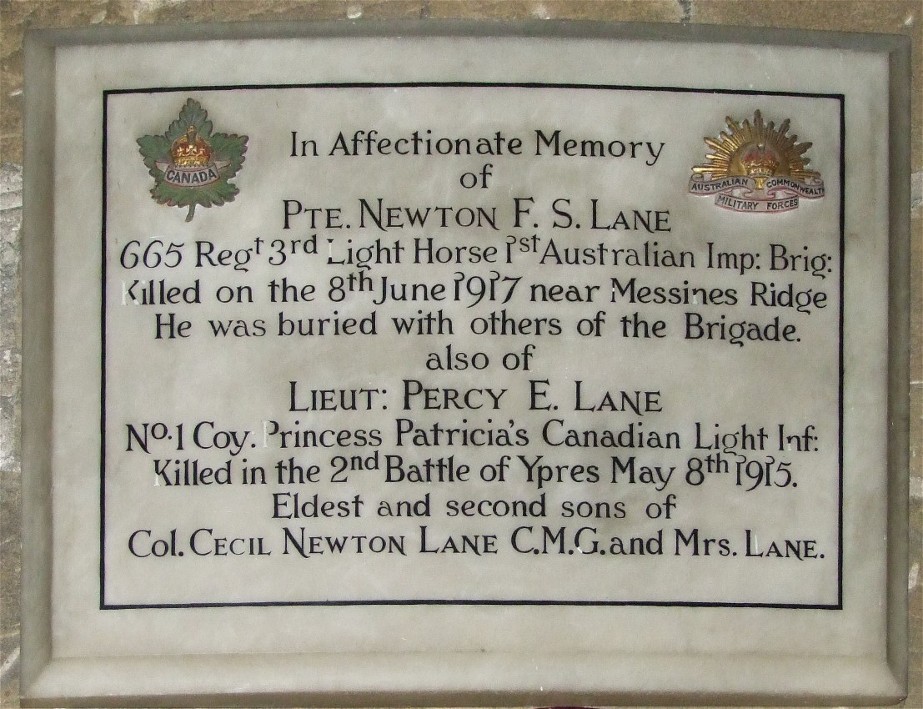 CANADA
AUSTRALIAN COMMONWEALTH
MILITARY FORCES
In Affectionate Memory
of
PTE. NEWTON F. S. LANE
665 Regt 3rd Light Horse 1st Australian Imp: Brig:
Killed on the 8th June 1917 near Messines Ridge
He was buried with others of the Brigade.
also of
LIEUT: PERCY E. LANE
No. 1 Coy. Princess Patricia's Canadian Light Inf:
Killed in the 2nd Battle of Ypres May 8th 1915.
Eldest and second sons of
Col. CECIL NEWTON LANE C.M.G. and Mrs. LANE.